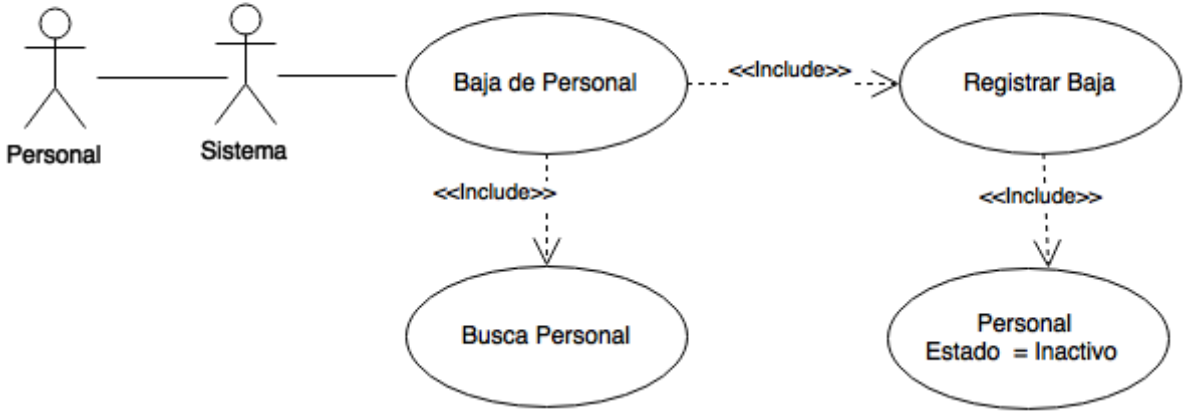 <<Include>>
Baja de Personal
Registrar Baja
Personal
Sistema
<<Include>>
<<Include>>
Busca Personal
Personal
Estado = Inactivo